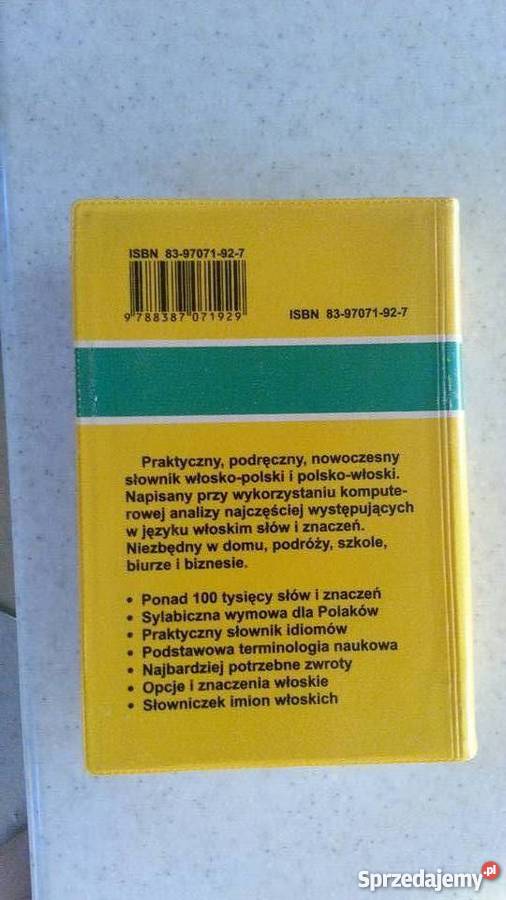 ISBN 83-97071-92-7
9 788387 071929
ISBN 83-97071-92-7
Praktyczny, podręczny, nowoczesny
słownik włosko-polski i polsko-włoski.
Napisany przy wykorzystaniu kompute-
rowej analizy najczęściej występujących
w języku włoskim słów i znaczeń.
Niezbędny w domu, podróży, szkole,
biurze i biznesie.
• Ponad 100 tysięcy słów i znaczeń
• Sylabiczna wymowa dla Polaków
• Praktyczny słownik idiomów
• Podstawowa terminologia naukowa
• Najbardziej potrzebne zwroty
• Opcje i znaczenia włoskie
• Słowniczek imion włoskich
Sprzedajemy.pl